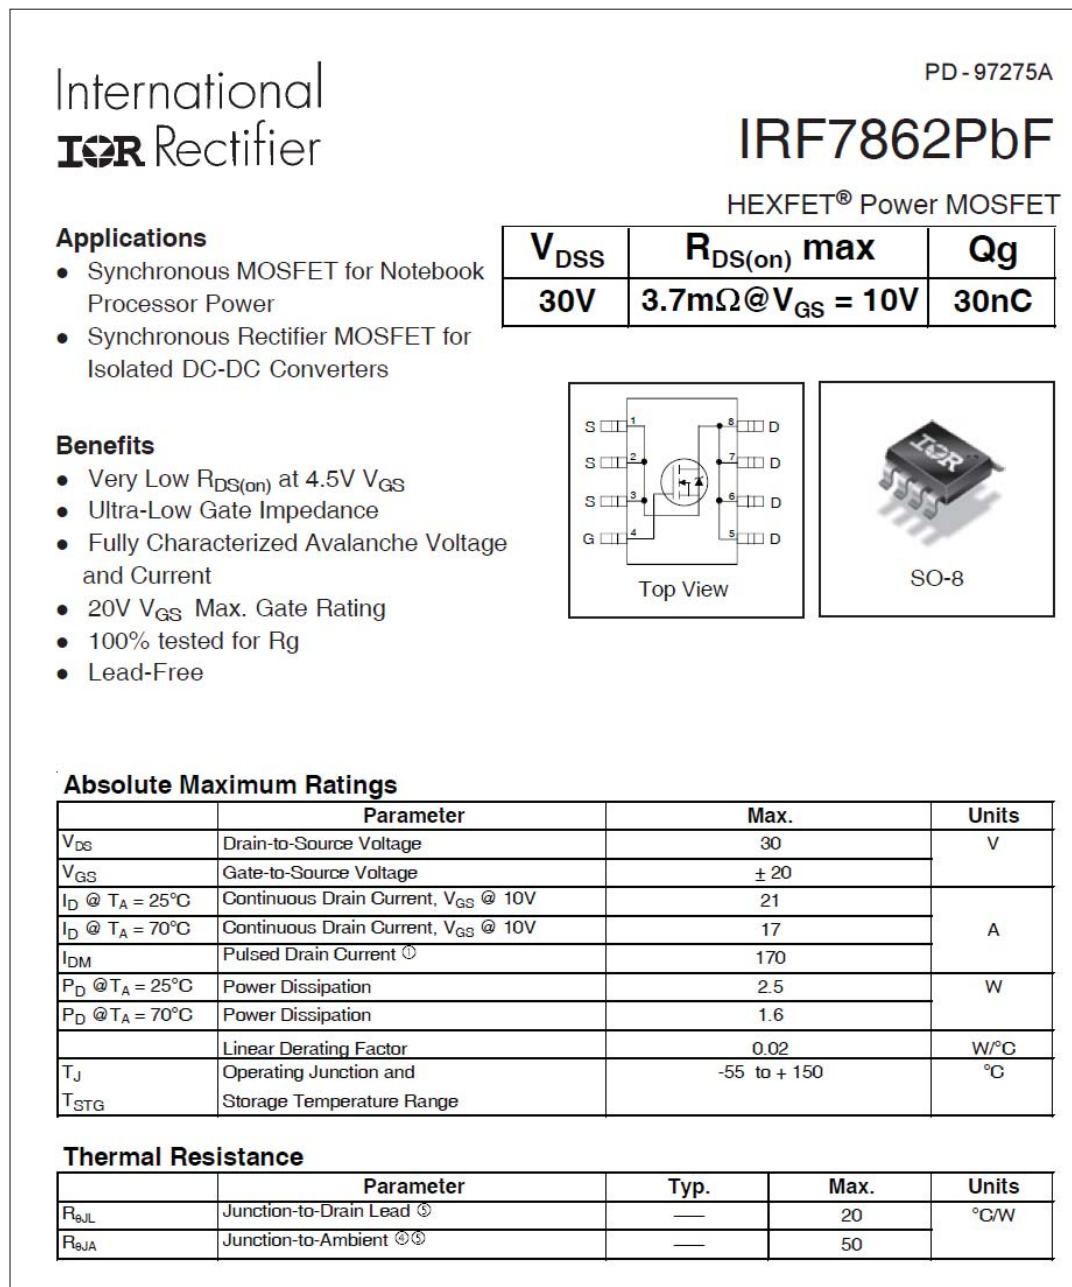 International
IOR Rectifier
PD - 97275A
IRF7862PbF
HEXFET® Power MOSFET
Applications
● Synchronous MOSFET for Notebook
Processor Power
● Synchronous Rectifier MOSFET for
Isolated DC-DC Converters
VDSS RDS(on) max Qg
30V 3.7mΩ@VGS = 10V 30nC
Benefits
● Very Low RDS(on) at 4.5V VGS
● Ultra-Low Gate Impedance
● Fully Characterized Avalanche Voltage
and Current
● 20V VGS Max. Gate Rating
● 100% tested for Rg
● Lead-Free
S 1 8 D
S 2 7 D
S 3 6 D
G 4 5 D
Top View
IOR
SO-8
Absolute Maximum Ratings
Parameter Max. Units
VDS Drain-to-Source Voltage 30 V
VGS Gate-to-Source Voltage ± 20
ID @ TA = 25°C Continuous Drain Current, VGS @ 10V 21
ID @ TA = 70°C Continuous Drain Current, VGS @ 10V 17 A
IDM Pulsed Drain Current ① 170
PD @TA = 25°C Power Dissipation 2.5 W
PD @TA = 70°C Power Dissipation 1.6
Linear Derating Factor 0.02 W/°C
TJ Operating Junction and -55 to + 150 °C
TSTG Storage Temperature Range
Thermal Resistance
Parameter Typ. Max. Units
RθJL Junction-to-Drain Lead ⑤ ––– 20 °C/W
RθJA Junction-to-Ambient ④⑤ ––– 50